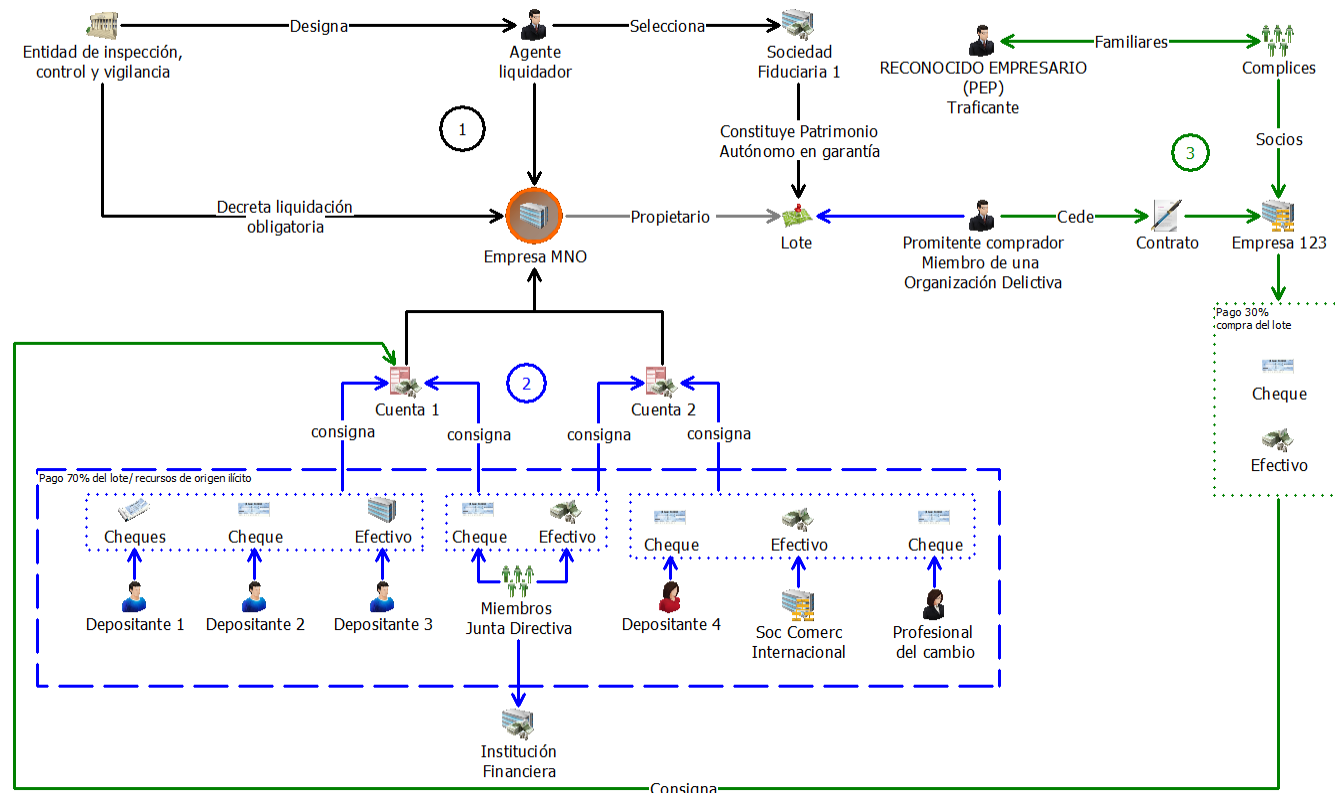 Designa
Selecciona
Entidad de inspección,
control y vigilancia
Agente
liquidador
Sociedad
Fiduciaria 1
Familiares
RECONOCIDO EMPRESARIO
(PEP)
Traficante
Complices
1
Constituye Patrimonio
Autónomo en garantía
3
Socios
Decreta liquidación
obligatoria
Propietario
Cede
Empresa MNO
Lote
Promitente comprador
Miembro de una
Organización Delictiva
Contrato
Empresa 123
Pago 30%
compra del lote
Cheque
Efectivo
2
Cuenta 1
Cuenta 2
consigna
consigna
consigna
consigna
Pago 70% del lote/ recursos de origen ilícito
Cheques
Cheque
Efectivo
Cheque
Efectivo
Cheque
Efectivo
Cheque
Depositante 1
Depositante 2
Depositante 3
Miembros
Junta Directiva
Depositante 4
Soc Comerc
Internacional
Profesional
del cambio
Institución
Financiera
Consigna